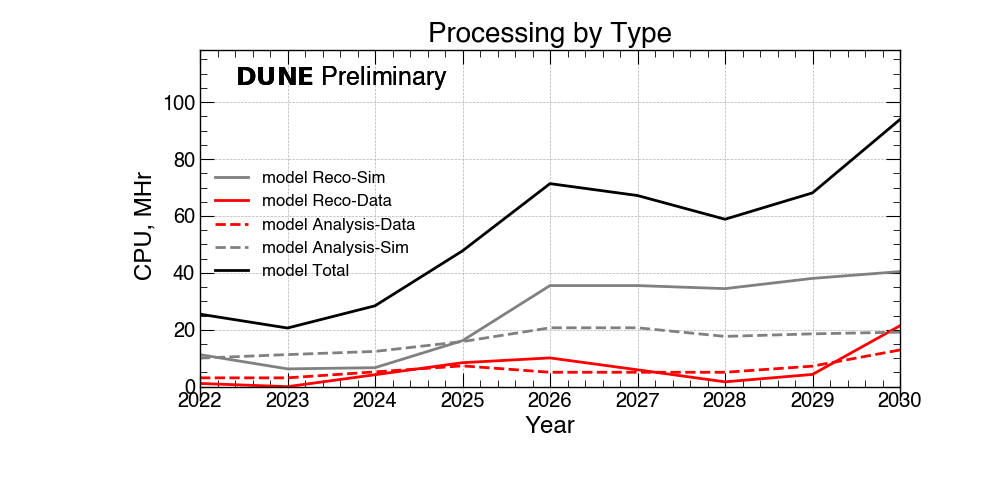 Processing by Type
DUNE Preliminary
100
80
60
40
20
0
CPU, MHr
model Reco-Sim
model Reco-Data
model Analysis-Data
model Analysis-Sim
model Total
2022 2023 2024 2025 2026 2027 2028 2029 2030
Year